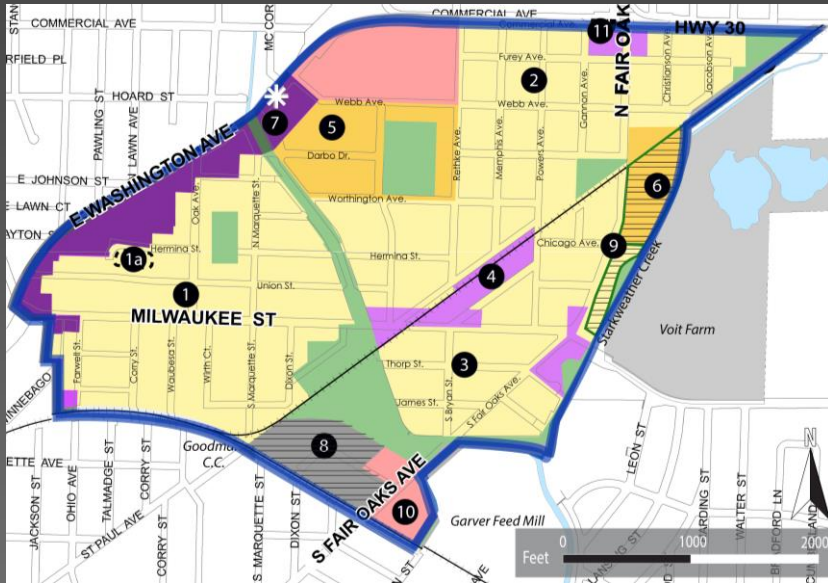 COMMERCIAL AVE
COMMERCIAL AVE
Commercial Ave.
11
HWY 30
N FAIR OAK
MC COR
RFIELD PL
HOARD ST
Furey Ave.
2
Christianson Ave.
Jacobson Ave.
Gannon Ave.
Webb Ave.
Webb Ave.
7
5
PAWLING ST
N LAWN AVE
E WASHINGTON AVE.
Darbo Dr.
Rethke Ave.
Memphis Ave.
Powers Ave.
E JOHNSON ST
E LAWN CT
Oak Ave.
N Marquette St.
Worthington Ave.
6
AYTON S
Hermina St.
1a
Hermina St.
Chicago Ave.
9
4
Starkweather Creek
1
Union St.
MILWAUKEE ST
Voit Farm
Farwell St.
Corry St.
Waubesa St.
Wirth Ct.
S Marquette St.
Dixon St.
Thorp St.
3
James St.
S Bryan St.
S Fair Oaks Ave.
WINNEBAGO
8
C.C.
S FAIR OAKS AVE
10
Garver Feed Mill
ETTE AVE
JACKSON ST
OHIO AVE
TALMADGE ST
CORRY ST
ST PAUL AVE
CORRY ST
S MARQUETTE ST
DIXON ST
LEON ST
WALTER ST
BRADFORD LN
N
0 1000 2000
Feet